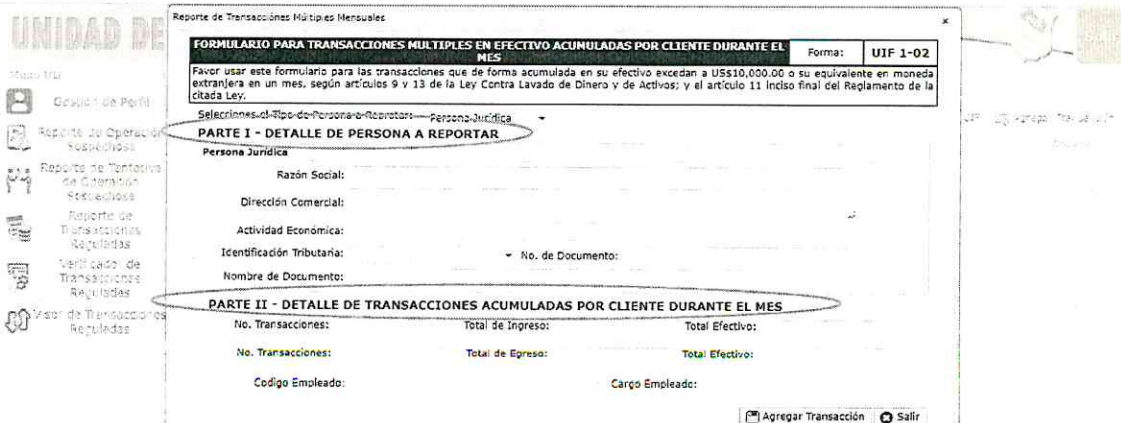 UNIDAD DE
Reporte de Transacciónes Múltiples Mensuales
FORMULARIO PARA TRANSACCIONES MULTIPLES EN EFECTIVO ACUMULADAS POR CLIENTE DURANTE EL MES
Forma: UIF 1-02
Favor usar este formulario para las transacciones que de forma acumulada en su efectivo excedan a US$10,000.00 o su equivalente en moneda
extranjera en un mes, según artículos 9 y 13 de la Ley Contra Lavado de Dinero y de Activos; y el artículo 11 inciso final del Reglamento de la
citada Ley.
Selecciones el Tipo de Persona a Reportar: Persona Jurídica
PARTE I - DETALLE DE PERSONA A REPORTAR
Persona Jurídica
Razón Social:
Dirección Comercial:
Actividad Económica:
Identificación Tributaria: No. de Documento:
Nombre de Documento:
PARTE II - DETALLE DE TRANSACCIONES ACUMULADAS POR CLIENTE DURANTE EL MES
No. Transacciones: Total de Ingreso: Total Efectivo:
No. Transacciones: Total de Egreso: Total Efectivo:
Codigo Empleado: Cargo Empleado:
Agregar Transacción Salir
Gestión de Perfil
Reporte de Operación
Sospechosa
Reporte de Tentativa
de Operación
Sospechosa
Reporte de
Transacciones
Reguladas
Verificador de
Transacciones
Reguladas
Visor de Transacciones
Reguladas